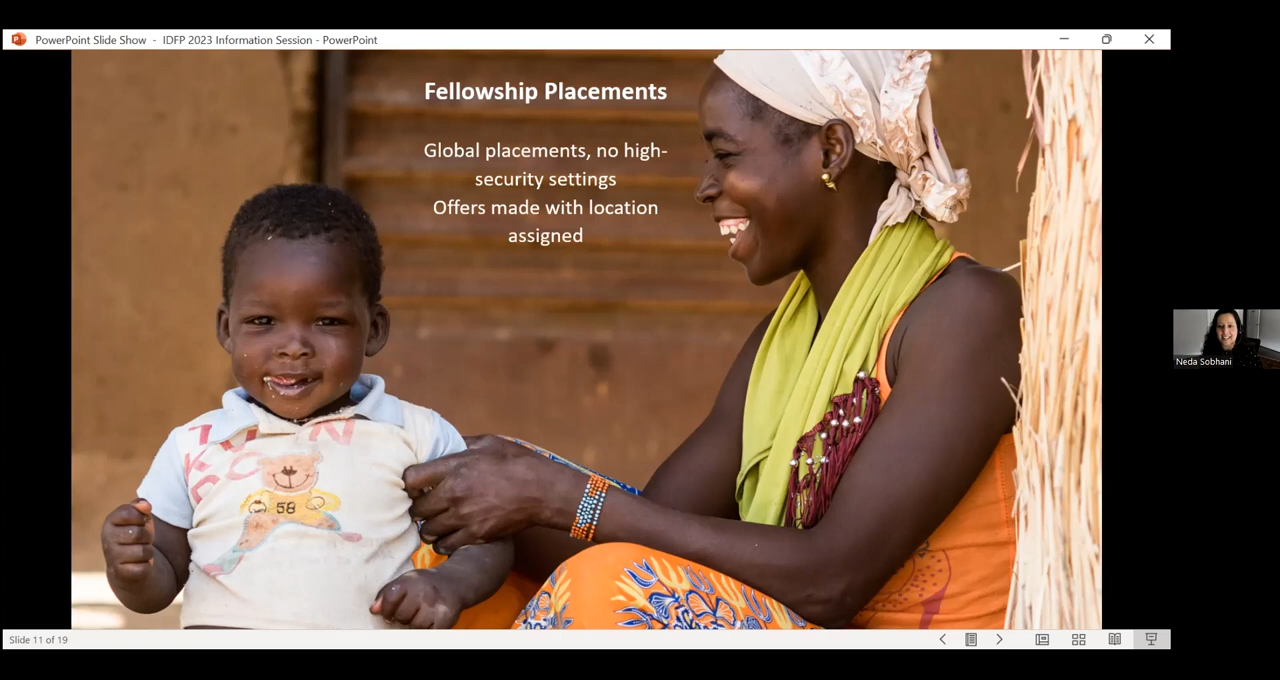 PowerPoint Slide Show - IDFP 2023 Information Session - PowerPoint
Fellowship Placements
Global placements, no high-
security settings
Offers made with location
assigned
58
Neda Sobhani
Slide 11 of 19